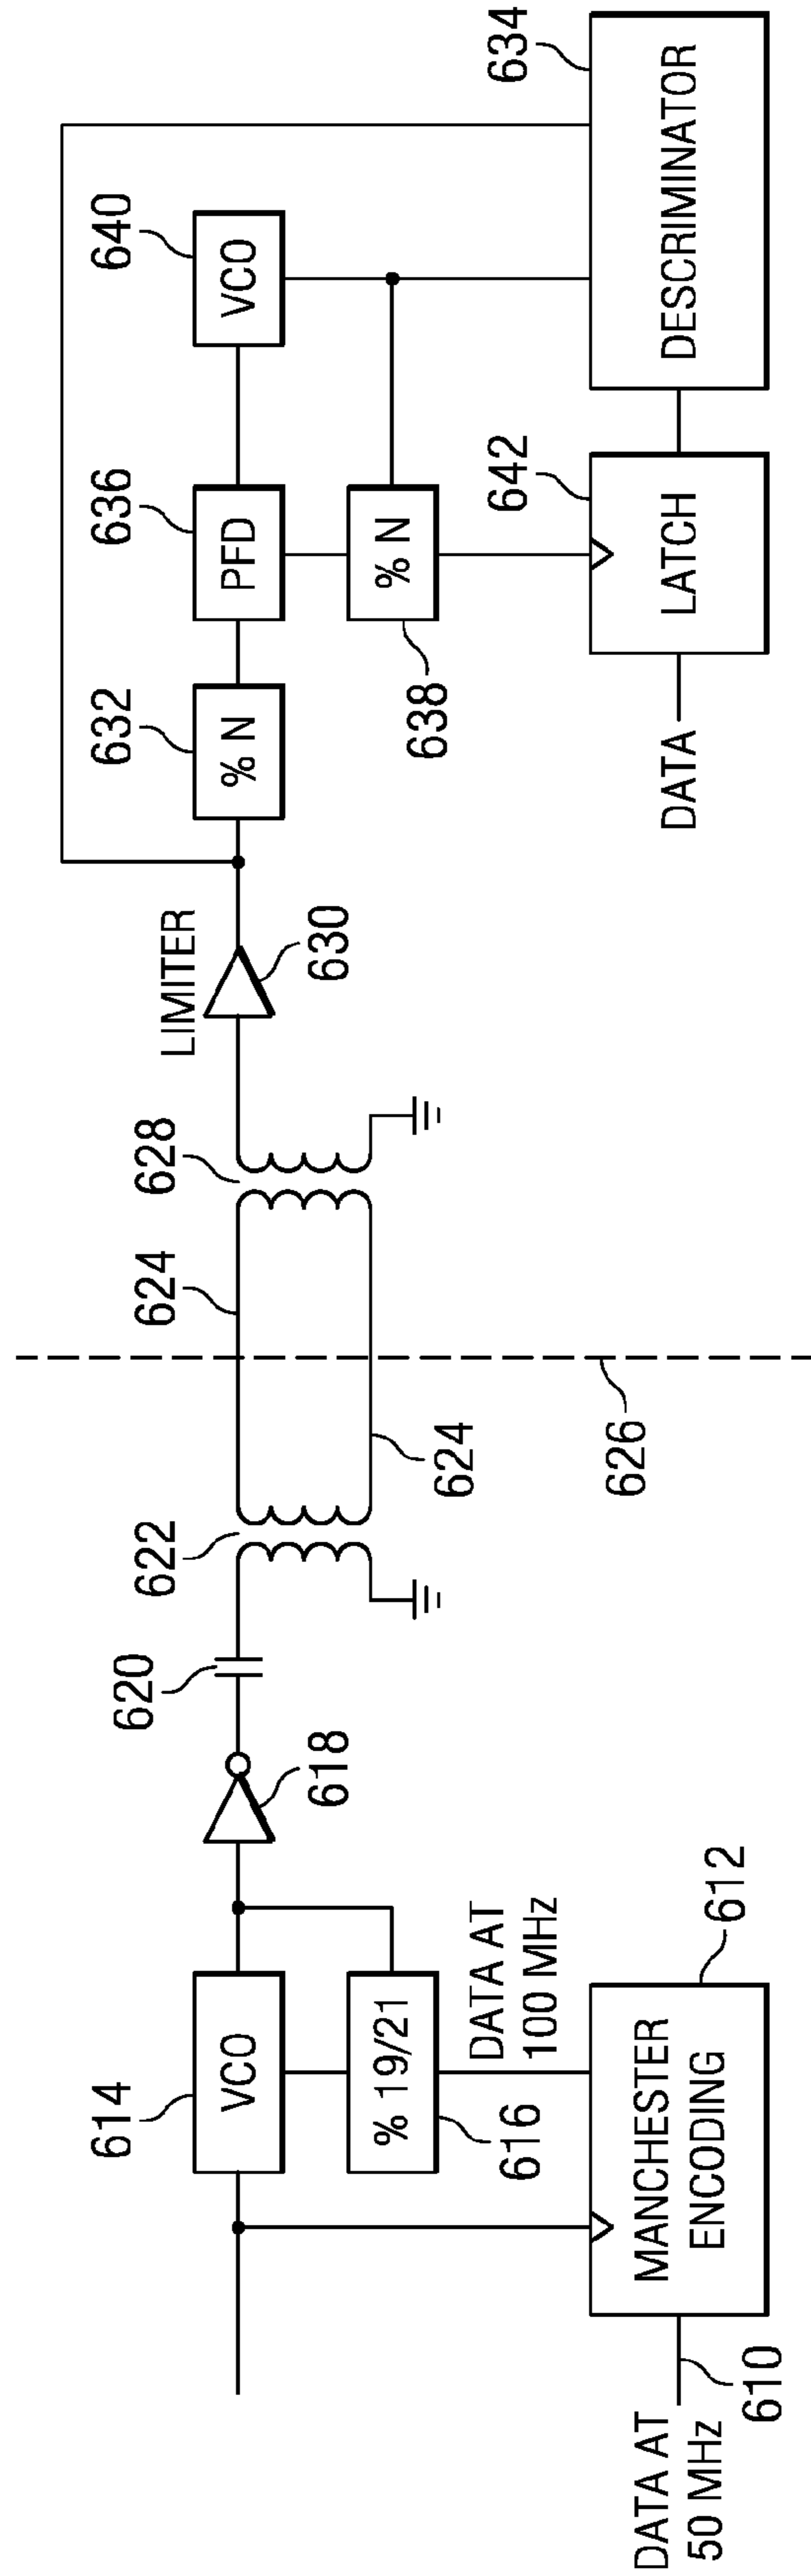 614
VCO
% 19/21
616
DATA AT
100 MHz
MANCHESTER
ENCODING
612
DATA AT
50 MHz
610
618
620
622
624
624
626
628
LIMITER
630
632
% N
636
PFD
640
VCO
% N
638
642
LATCH
DATA
634
DESCRIMINATOR